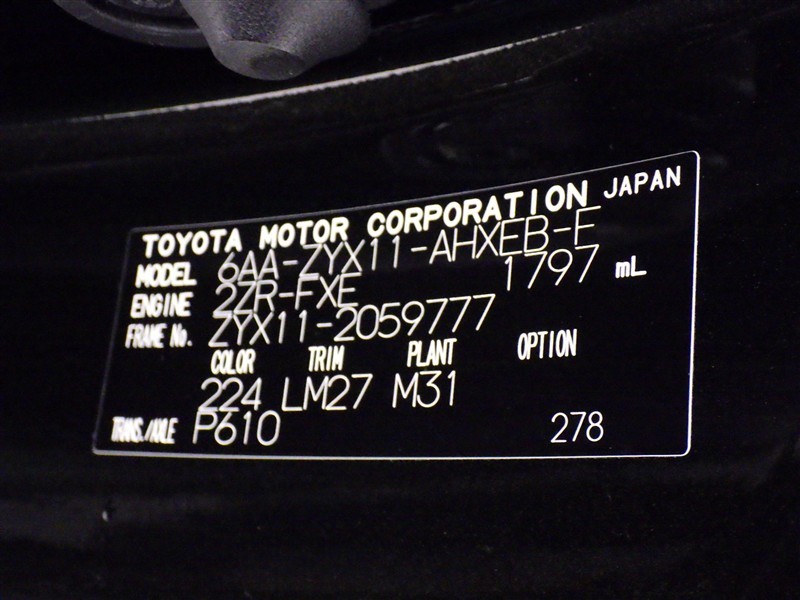 TOYOTA MOTOR CORPORATION JAPAN
MODEL 6AA-ZYX11-AHXEB-E
ENGINE 2ZR-FXE 1797 mL
FRAME No. ZYX11-2059777
COLOR TRIM PLANT OPTION
224 LM27 M31
TRANS./AXLE P610 278